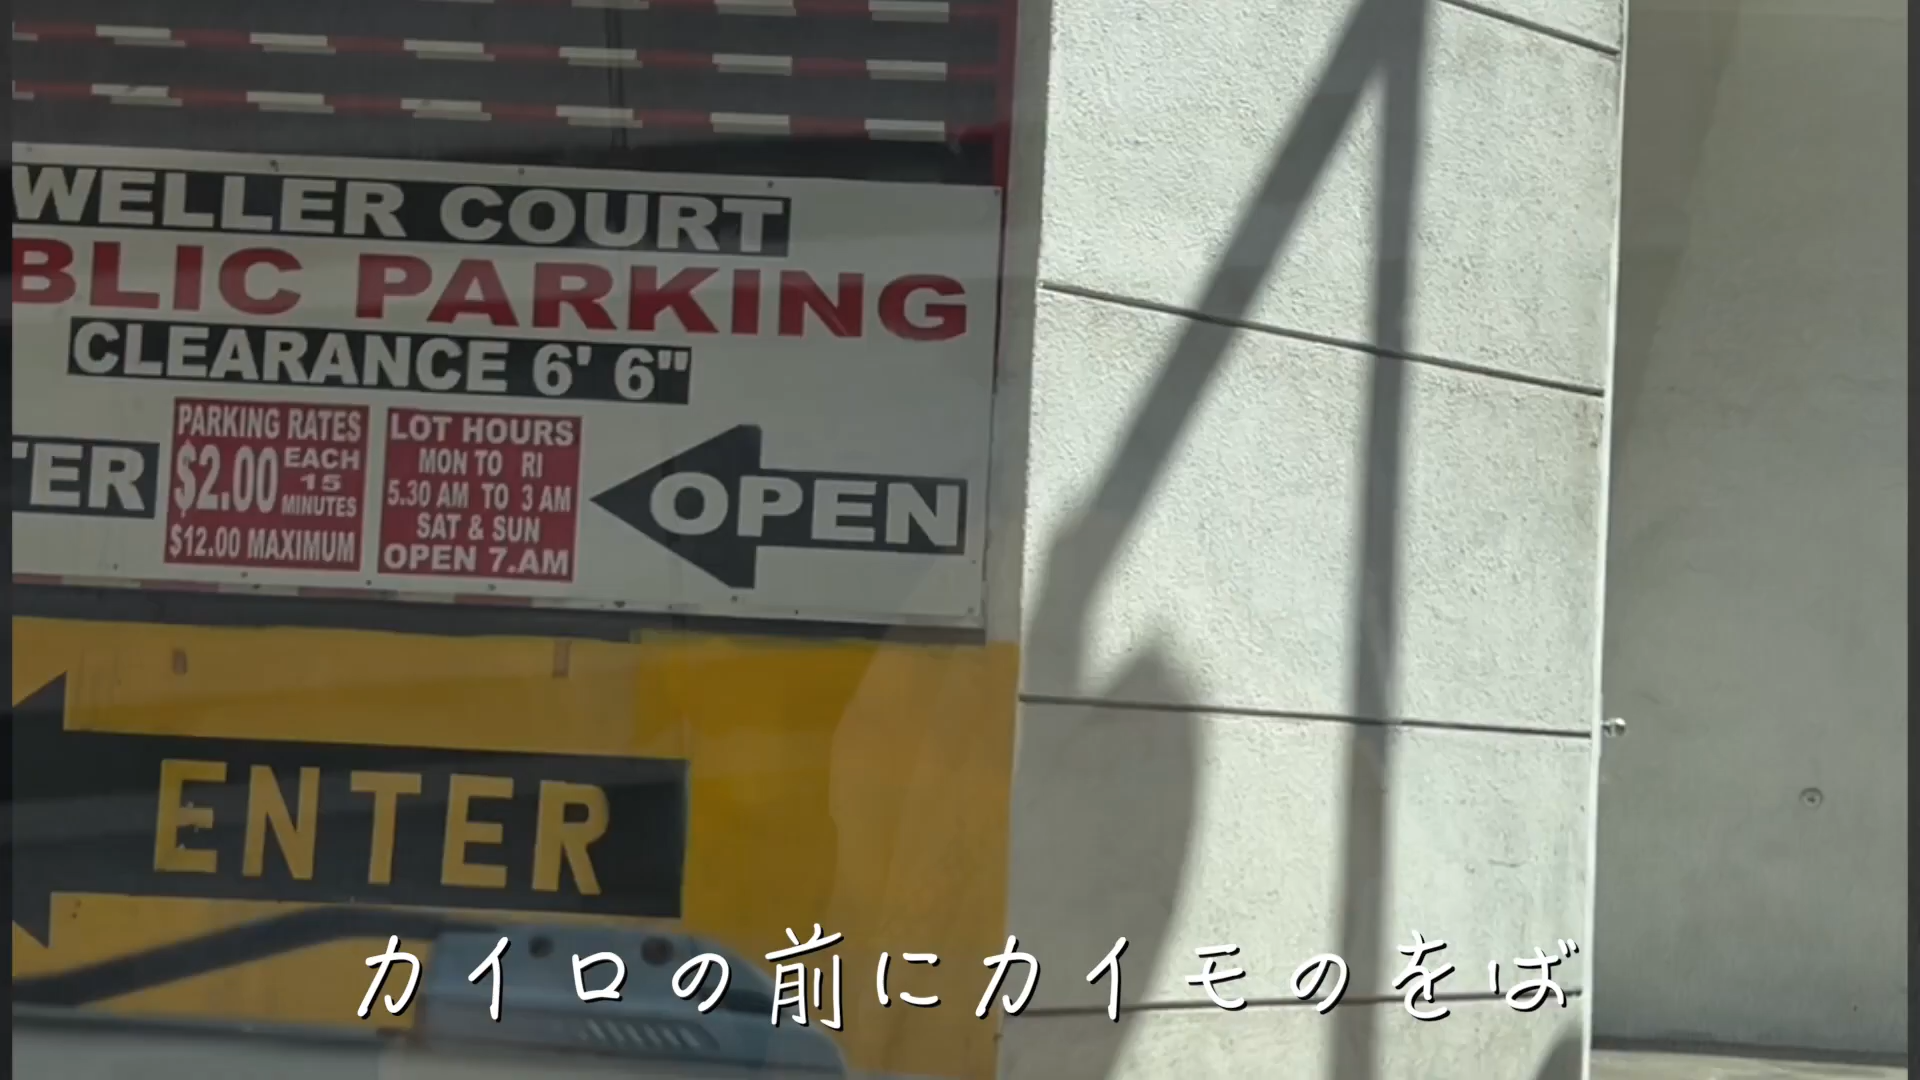 WELLER COURT
BLIC PARKING
CLEARANCE 6' 6"
TER
PARKING RATES
$2.00 EACH 15 MINUTES
$12.00 MAXIMUM
LOT HOURS
MON TO RI
5.30 AM TO 3 AM
SAT & SUN
OPEN 7.AM
OPEN
ENTER
カイロの前にカイモのをば